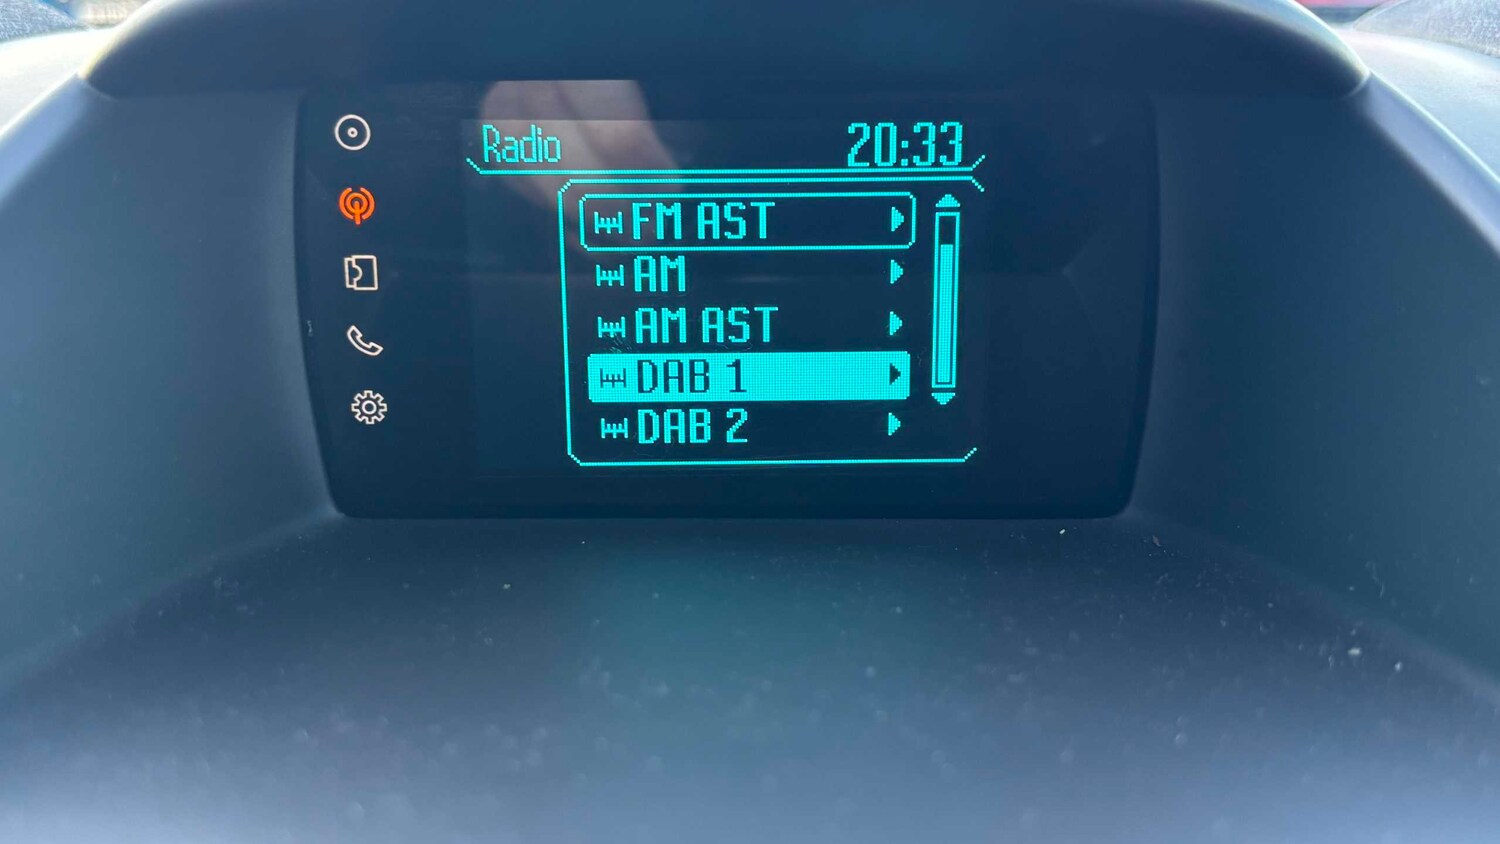 Radio 20:33
FM AST
AM
AM AST
DAB 1
DAB 2